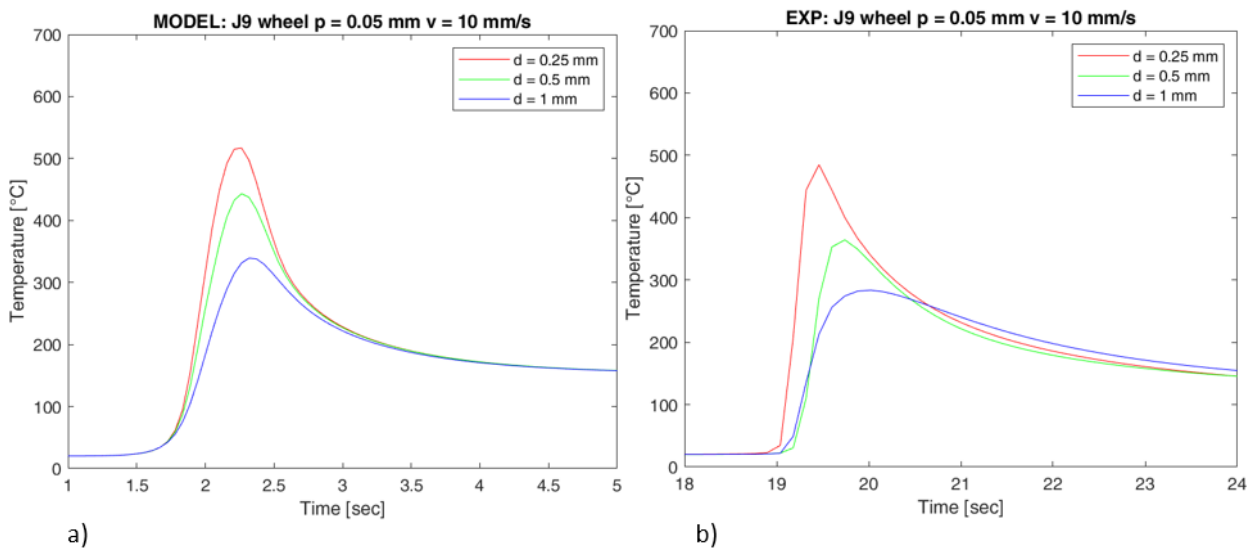 MODEL: J9 wheel p = 0.05 mm v = 10 mm/s
700
600
500
400
300
200
100
0
Temperature [°C]
d = 0.25 mm
d = 0.5 mm
d = 1 mm
1 1.5 2 2.5 3 3.5 4 4.5 5
Time [sec]
a)
EXP: J9 wheel p = 0.05 mm v = 10 mm/s
700
600
500
400
300
200
100
0
Temperature [°C]
d = 0.25 mm
d = 0.5 mm
d = 1 mm
18 19 20 21 22 23 24
Time [sec]
b)